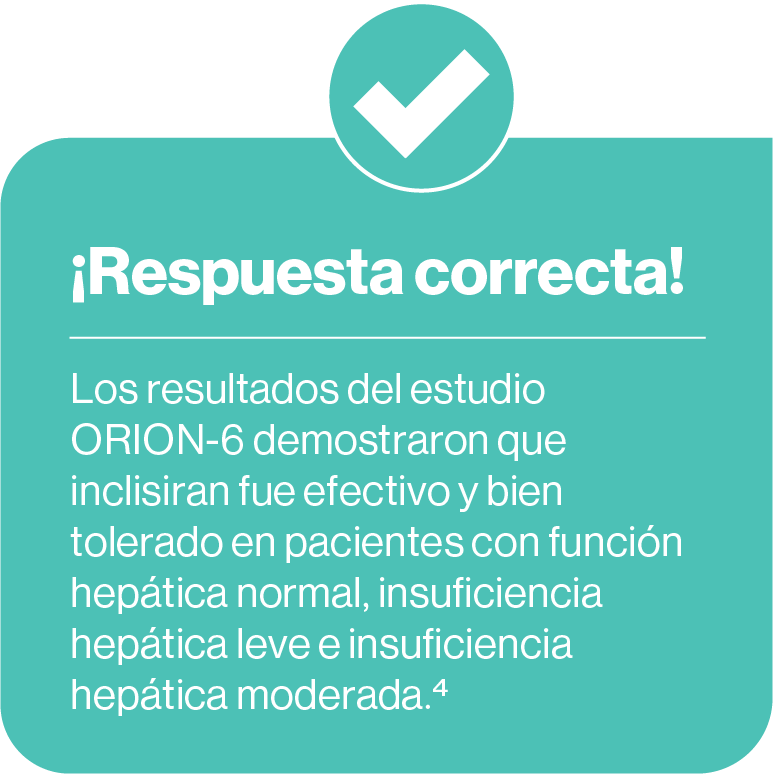 ¡Respuesta correcta!
Los resultados del estudio
ORION-6 demostraron que
inclisiran fue efectivo y bien
tolerado en pacientes con función
hepática normal, insuficiencia
hepática leve e insuficiencia
hepática moderada.⁴